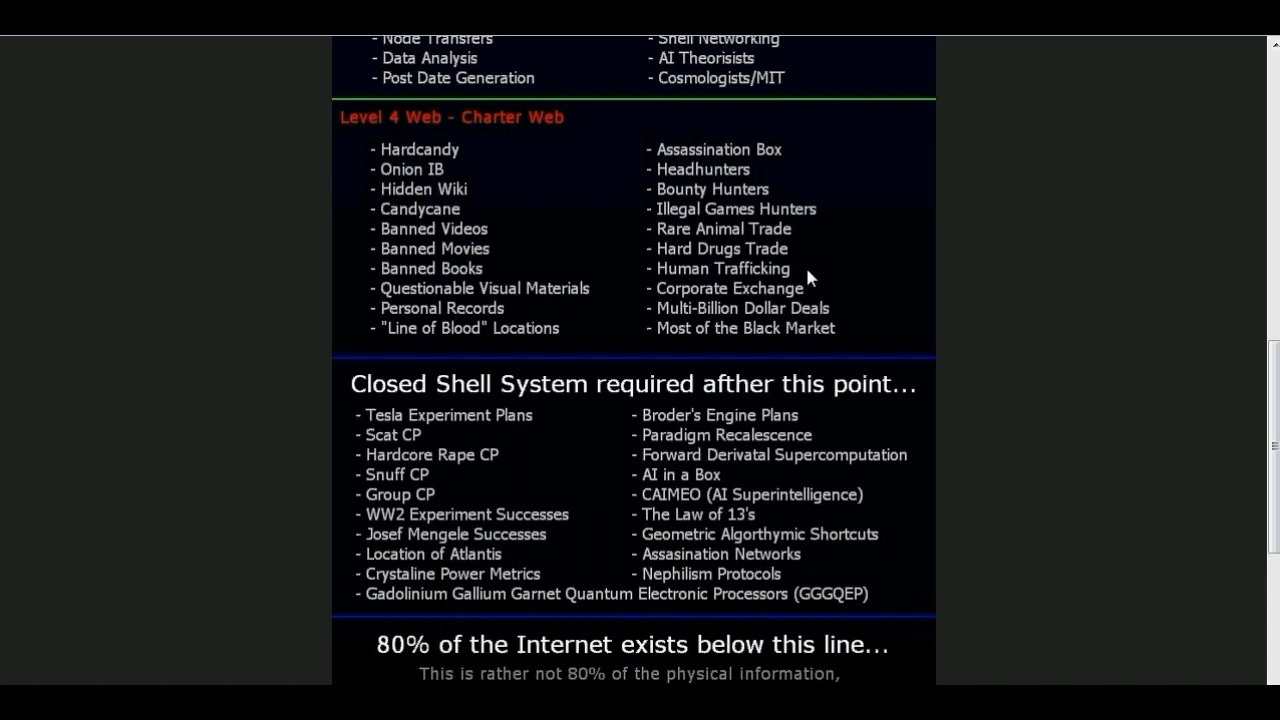 - Node Transfers
- Data Analysis
- Post Date Generation
- Shell Networking
- AI Theorisists
- Cosmologists/MIT
Level 4 Web - Charter Web
- Hardcandy
- Onion IB
- Hidden Wiki
- Candycane
- Banned Videos
- Banned Movies
- Banned Books
- Questionable Visual Materials
- Personal Records
- "Line of Blood" Locations
- Assassination Box
- Headhunters
- Bounty Hunters
- Illegal Games Hunters
- Rare Animal Trade
- Hard Drugs Trade
- Human Trafficking
- Corporate Exchange
- Multi-Billion Dollar Deals
- Most of the Black Market
Closed Shell System required afther this point...
- Tesla Experiment Plans
- Scat CP
- Hardcore Rape CP
- Snuff CP
- Group CP
- WW2 Experiment Successes
- Josef Mengele Successes
- Location of Atlantis
- Crystaline Power Metrics
- Gadolinium Gallium Garnet Quantum Electronic Processors (GGGQEP)
- Broder's Engine Plans
- Paradigm Recalescence
- Forward Derivatal Supercomputation
- AI in a Box
- CAIMEO (AI Superintelligence)
- The Law of 13's
- Geometric Algorthymic Shortcuts
- Assasination Networks
- Nephilism Protocols
80% of the Internet exists below this line...
This is rather not 80% of the physical information,